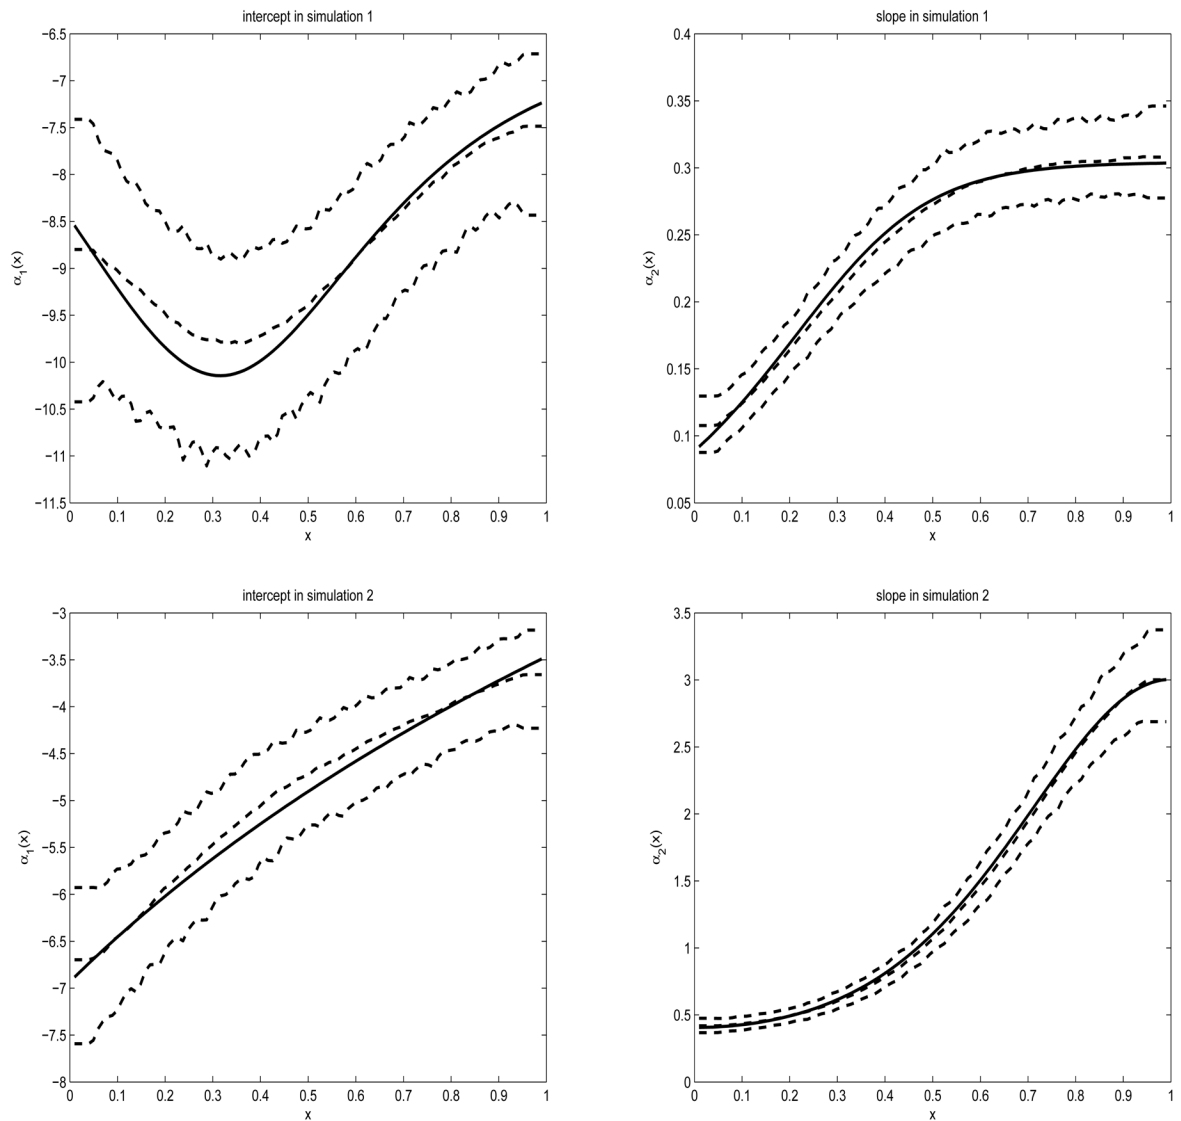 intercept in simulation 1
−6.5
−7
−7.5
−8
−8.5
−9
−9.5
−10
−10.5
−11
−11.5
α1(x)
0 0.1 0.2 0.3 0.4 0.5 0.6 0.7 0.8 0.9 1
x
slope in simulation 1
0.4
0.35
0.3
0.25
0.2
0.15
0.1
0.05
α2(x)
0 0.1 0.2 0.3 0.4 0.5 0.6 0.7 0.8 0.9 1
x
intercept in simulation 2
−3
−3.5
−4
−4.5
−5
−5.5
−6
−6.5
−7
−7.5
−8
α1(x)
0 0.1 0.2 0.3 0.4 0.5 0.6 0.7 0.8 0.9 1
x
slope in simulation 2
3.5
3
2.5
2
1.5
1
0.5
0
α2(x)
0 0.1 0.2 0.3 0.4 0.5 0.6 0.7 0.8 0.9 1
x